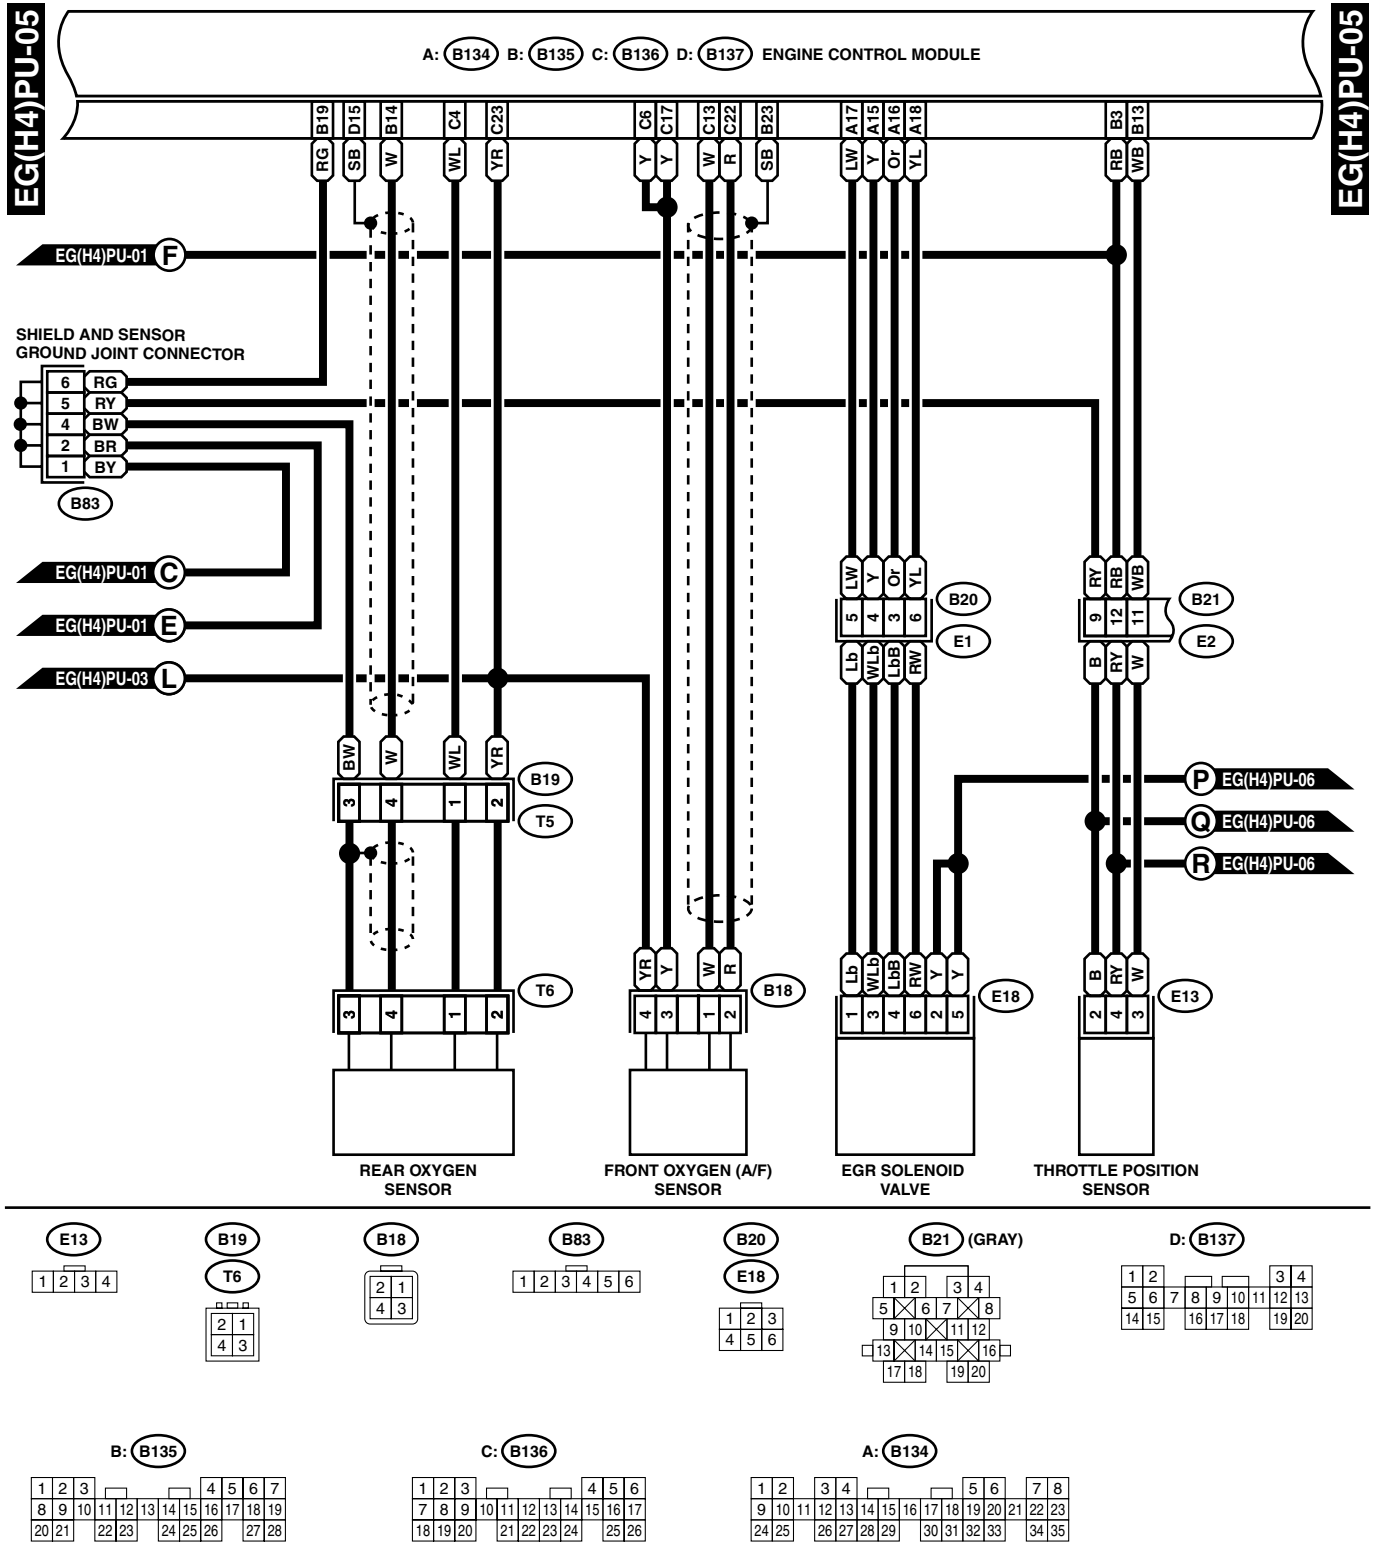 EG(H4)PU-05
EG(H4)PU-05
A: B134 B: B135 C: B136 D: B137 ENGINE CONTROL MODULE
B19 D15 B14 C4 C23 C6 C17 C13 C22 B23 A17 A15 A16 A18 B3 B13
RG SB W WL YR Y Y W R SB LW Y Or YL RB WB
EG(H4)PU-01 F
SHIELD AND SENSOR
GROUND JOINT CONNECTOR
6 RG
5 RY
4 BW
2 BR
1 BY
B83
EG(H4)PU-01 C
EG(H4)PU-01 E
EG(H4)PU-03 L
LW Y Or YL
5 4 3 6
B20
E1
Lb WLb LbB RW
RY RB WB
9 12 11
B21
E2
B RY W
BW W WL YR
3 4 1 2
B19
T5
P EG(H4)PU-06
Q EG(H4)PU-06
R EG(H4)PU-06
3 4 1 2
T6
YR Y W R
4 3 1 2
B18
Lb WLb LbB RW Y Y
1 3 4 6 2 5
E18
B RY W
2 4 3
E13
REAR OXYGEN
SENSOR
FRONT OXYGEN (A/F)
SENSOR
EGR SOLENOID
VALVE
THROTTLE POSITION
SENSOR
E13
1 2 3 4
B19
T6
2 1
4 3
B18
2 1
4 3
B83
1 2 3 4 5 6
B20
E18
1 2 3
4 5 6
B21 (GRAY)
1 2 3 4
5 6 7 8
9 10 11 12
13 14 15 16
17 18 19 20
D: B137
1 2 3 4
5 6 7 8 9 10 11 12 13
14 15 16 17 18 19 20
B: B135
1 2 3 4 5 6 7
8 9 10 11 12 13 14 15 16 17 18 19
20 21 22 23 24 25 26 27 28
C: B136
1 2 3 4 5 6
7 8 9 10 11 12 13 14 15 16 17
18 19 20 21 22 23 24 25 26
A: B134
1 2 3 4 5 6 7 8
9 10 11 12 13 14 15 16 17 18 19 20 21 22 23
24 25 26 27 28 29 30 31 32 33 34 35